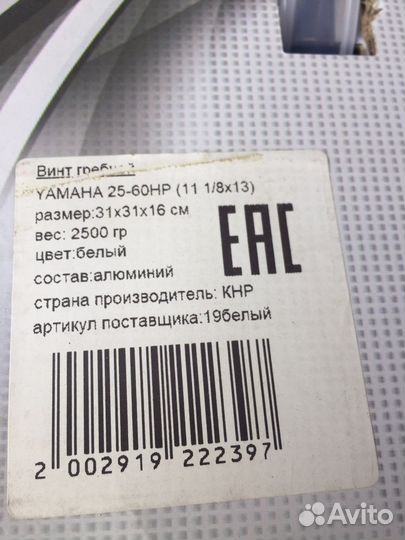 Винт гребной
YAMAHA 25-60HP (11 1/8x13)
размер:31x31x16 см
вес: 2500 гр
цвет:белый
состав:алюминий
страна производитель: КНР
артикул поставщика:19белый
EAC
2 002919 222397
Avito